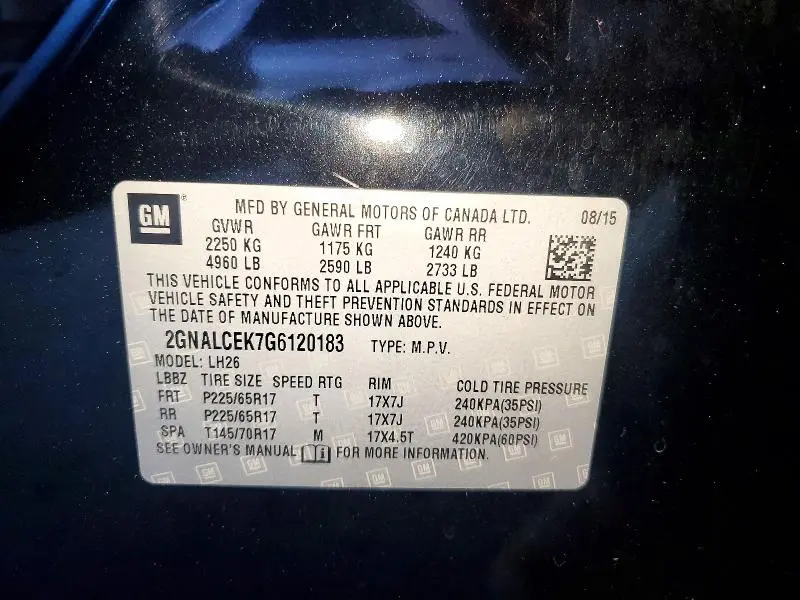 GM ® MFD BY GENERAL MOTORS OF CANADA LTD. 08/15
GVWR GAWR FRT GAWR RR
2250 KG 1175 KG 1240 KG
4960 LB 2590 LB 2733 LB
THIS VEHICLE CONFORMS TO ALL APPLICABLE U.S. FEDERAL MOTOR
VEHICLE SAFETY AND THEFT PREVENTION STANDARDS IN EFFECT ON
THE DATE OF MANUFACTURE SHOWN ABOVE.
2GNALCEK7G6120183 TYPE: M.P.V.
MODEL: LH26
LBBZ TIRE SIZE SPEED RTG RIM COLD TIRE PRESSURE
FRT P225/65R17 T 17X7J 240KPA(35PSI)
RR P225/65R17 T 17X7J 240KPA(35PSI)
SPA T145/70R17 M 17X4.5T 420KPA(60PSI)
SEE OWNER'S MANUAL i FOR MORE INFORMATION.